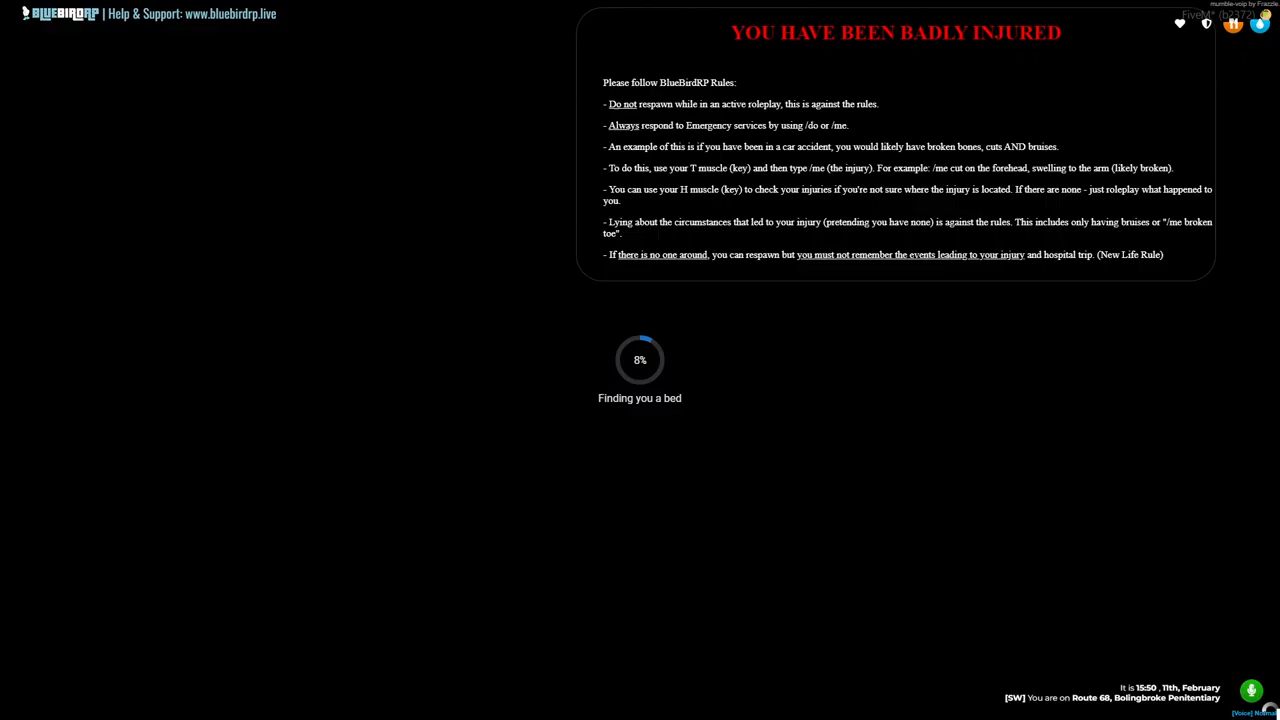 mumble-voip by Frazzle
FiveM* (b2372)
BLUEBIRDRP | Help & Support: www.bluebirdrp.live
YOU HAVE BEEN BADLY INJURED
Please follow BlueBirdRP Rules:
- Do not respawn while in an active roleplay, this is against the rules.
- Always respond to Emergency services by using /do or /me.
- An example of this is if you have been in a car accident, you would likely have broken bones, cuts AND bruises.
- To do this, use your T muscle (key) and then type /me (the injury). For example: /me cut on the forehead, swelling to the arm (likely broken).
- You can use your H muscle (key) to check your injuries if you're not sure where the injury is located. If there are none - just roleplay what happened to
you.
- Lying about the circumstances that led to your injury (pretending you have none) is against the rules. This includes only having bruises or "/me broken
toe".
- If there is no one around, you can respawn but you must not remember the events leading to your injury and hospital trip. (New Life Rule)
8%
Finding you a bed
It is 15:50 , 11th, February
[SW] You are on Route 68, Bolingbroke Penitentiary
[Voice] Normal